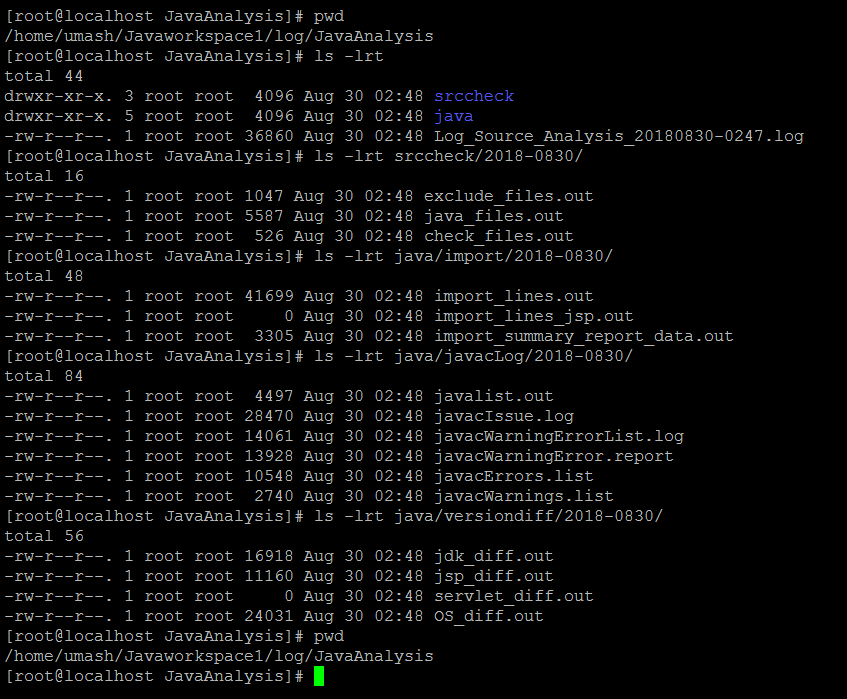 [root@localhost JavaAnalysis]# pwd
/home/umash/Javaworkspace1/log/JavaAnalysis
[root@localhost JavaAnalysis]# ls -lrt
total 44
drwxr-xr-x. 3 root root  4096 Aug 30 02:48 srccheck
drwxr-xr-x. 5 root root  4096 Aug 30 02:48 java
-rw-r--r--. 1 root root 36860 Aug 30 02:48 Log_Source_Analysis_20180830-0247.log
[root@localhost JavaAnalysis]# ls -lrt srccheck/2018-0830/
total 16
-rw-r--r--. 1 root root 1047 Aug 30 02:48 exclude_files.out
-rw-r--r--. 1 root root 5587 Aug 30 02:48 java_files.out
-rw-r--r--. 1 root root  526 Aug 30 02:48 check_files.out
[root@localhost JavaAnalysis]# ls -lrt java/import/2018-0830/
total 48
-rw-r--r--. 1 root root 41699 Aug 30 02:48 import_lines.out
-rw-r--r--. 1 root root     0 Aug 30 02:48 import_lines_jsp.out
-rw-r--r--. 1 root root  3305 Aug 30 02:48 import_summary_report_data.out
[root@localhost JavaAnalysis]# ls -lrt java/javacLog/2018-0830/
total 84
-rw-r--r--. 1 root root  4497 Aug 30 02:48 javalist.out
-rw-r--r--. 1 root root 28470 Aug 30 02:48 javacIssue.log
-rw-r--r--. 1 root root 14061 Aug 30 02:48 javacWarningErrorList.log
-rw-r--r--. 1 root root 13928 Aug 30 02:48 javacWarningError.report
-rw-r--r--. 1 root root 10548 Aug 30 02:48 javacErrors.list
-rw-r--r--. 1 root root  2740 Aug 30 02:48 javacWarnings.list
[root@localhost JavaAnalysis]# ls -lrt java/versiondiff/2018-0830/
total 56
-rw-r--r--. 1 root root 16918 Aug 30 02:48 jdk_diff.out
-rw-r--r--. 1 root root 11160 Aug 30 02:48 jsp_diff.out
-rw-r--r--. 1 root root     0 Aug 30 02:48 servlet_diff.out
-rw-r--r--. 1 root root 24031 Aug 30 02:48 OS_diff.out
[root@localhost JavaAnalysis]# pwd
/home/umash/Javaworkspace1/log/JavaAnalysis
[root@localhost JavaAnalysis]#